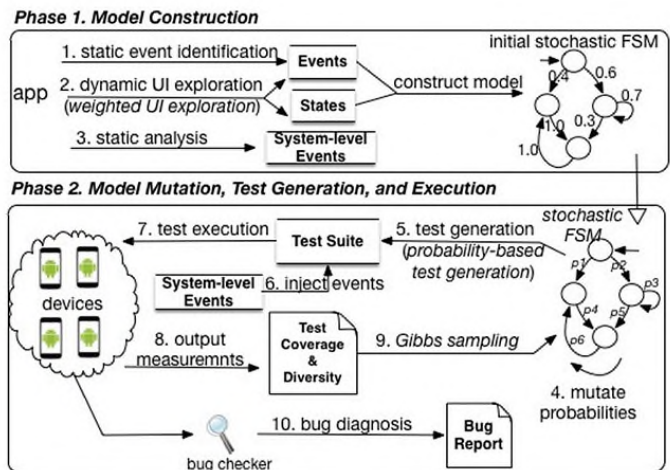 Phase 1. Model Construction
1. static event identification
Events
initial stochastic FSM
app
2. dynamic UI exploration
(weighted UI exploration)
States
construct model
3. static analysis
System-level
Events
0.4
0.6
0.7
1.0
0.3
1.0
Phase 2. Model Mutation, Test Generation, and Execution
7. test execution
Test Suite
5. test generation
(probability-based
test generation)
stochastic
FSM
devices
System-level
Events
6. inject events
p1
p2
p3
p4
p5
p6
8. output
measuremnts
Test
Coverage
&
Diversity
9. Gibbs sampling
4. mutate
probabilities
bug checker
10. bug diagnosis
Bug
Report